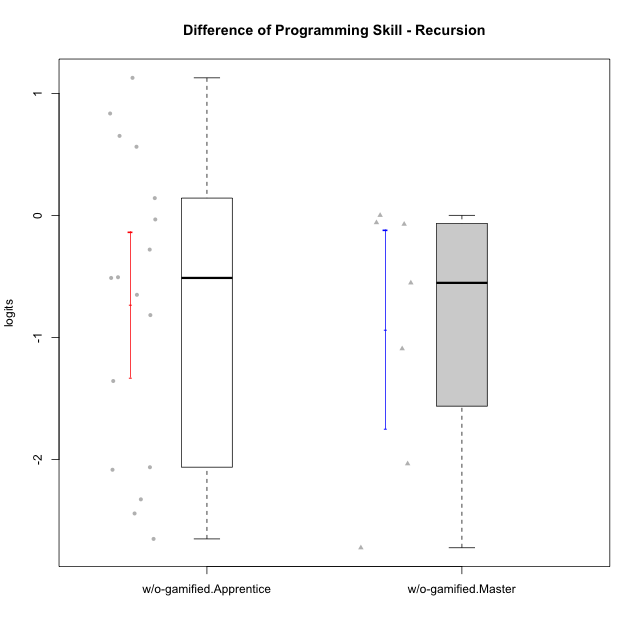 Difference of Programming Skill - Recursion
logits
1
0
-1
-2
w/o-gamified.Apprentice
w/o-gamified.Master